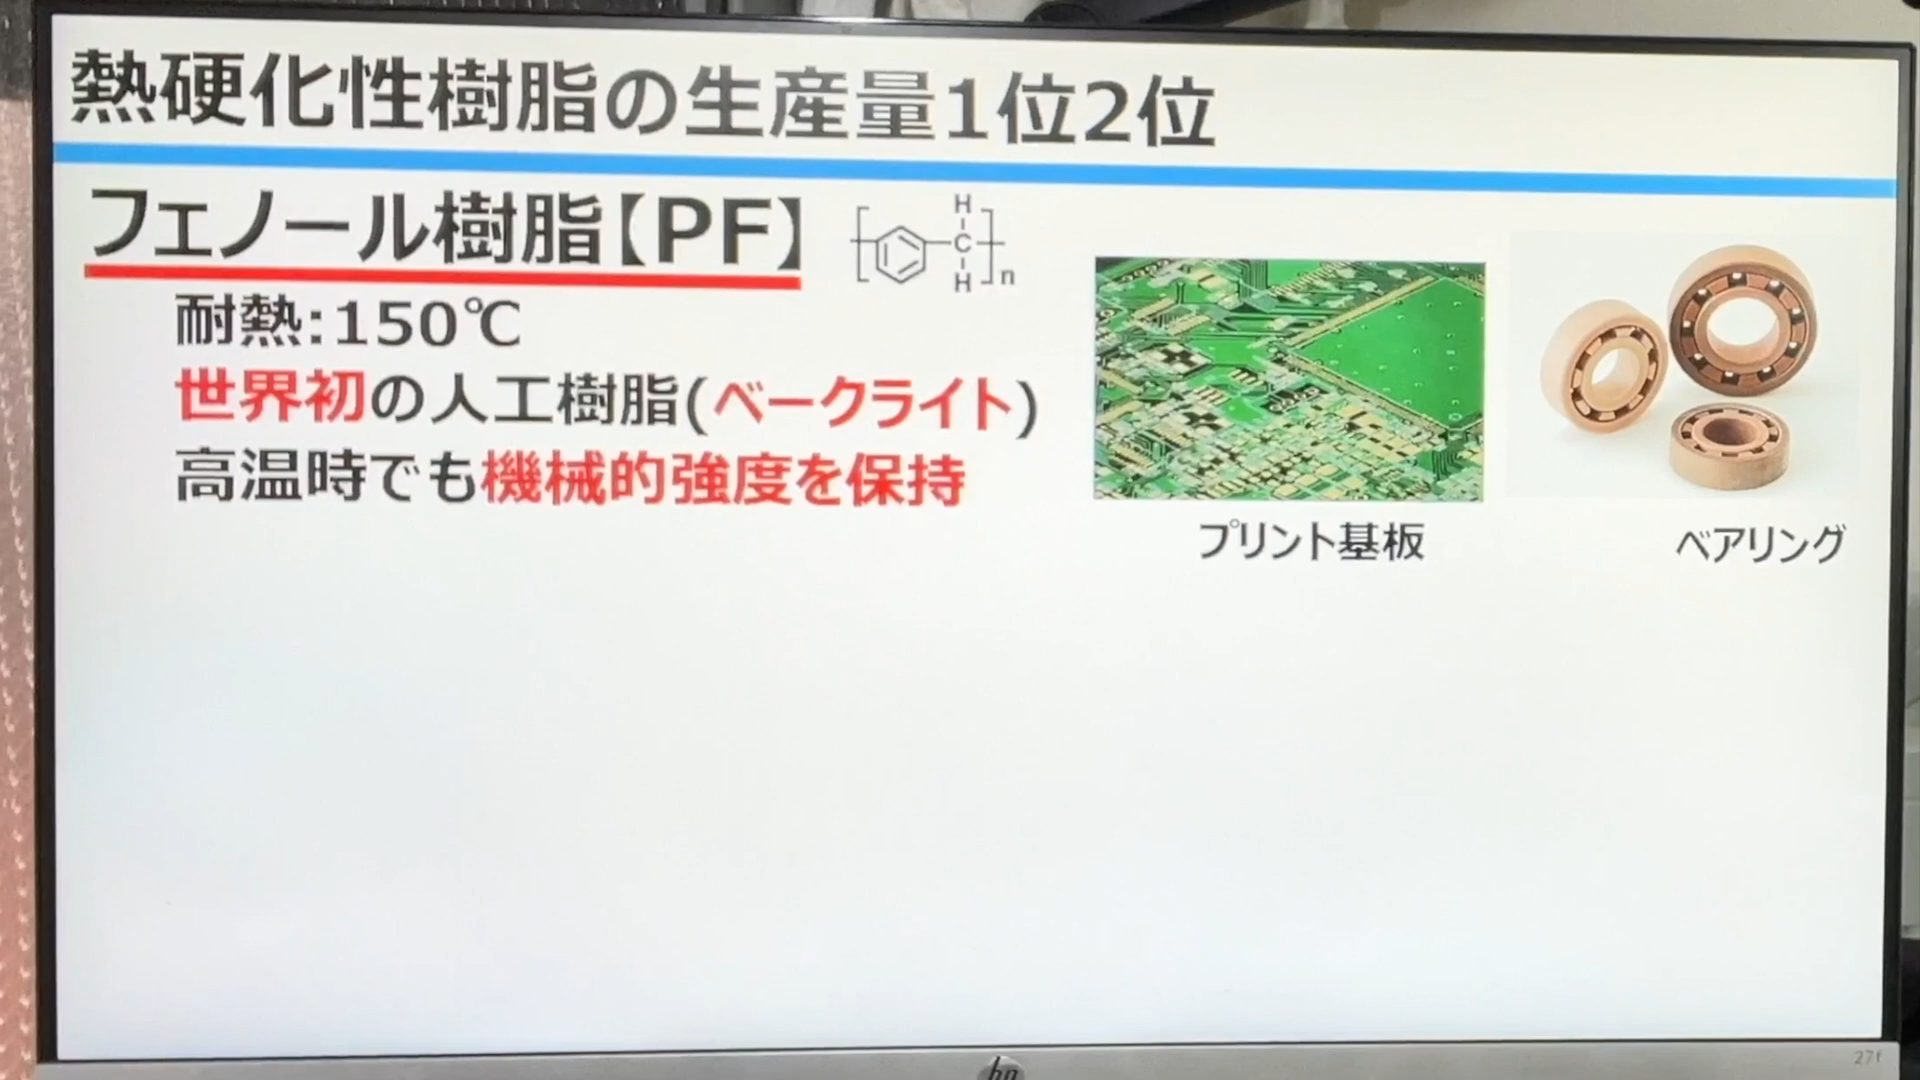 熱硬化性樹脂の生産量1位2位
フェノール樹脂【PF】
H
C
H
n
耐熱:150℃
世界初の人工樹脂(ベークライト)
高温時でも機械的強度を保持
プリント基板
ベアリング
hp
27f